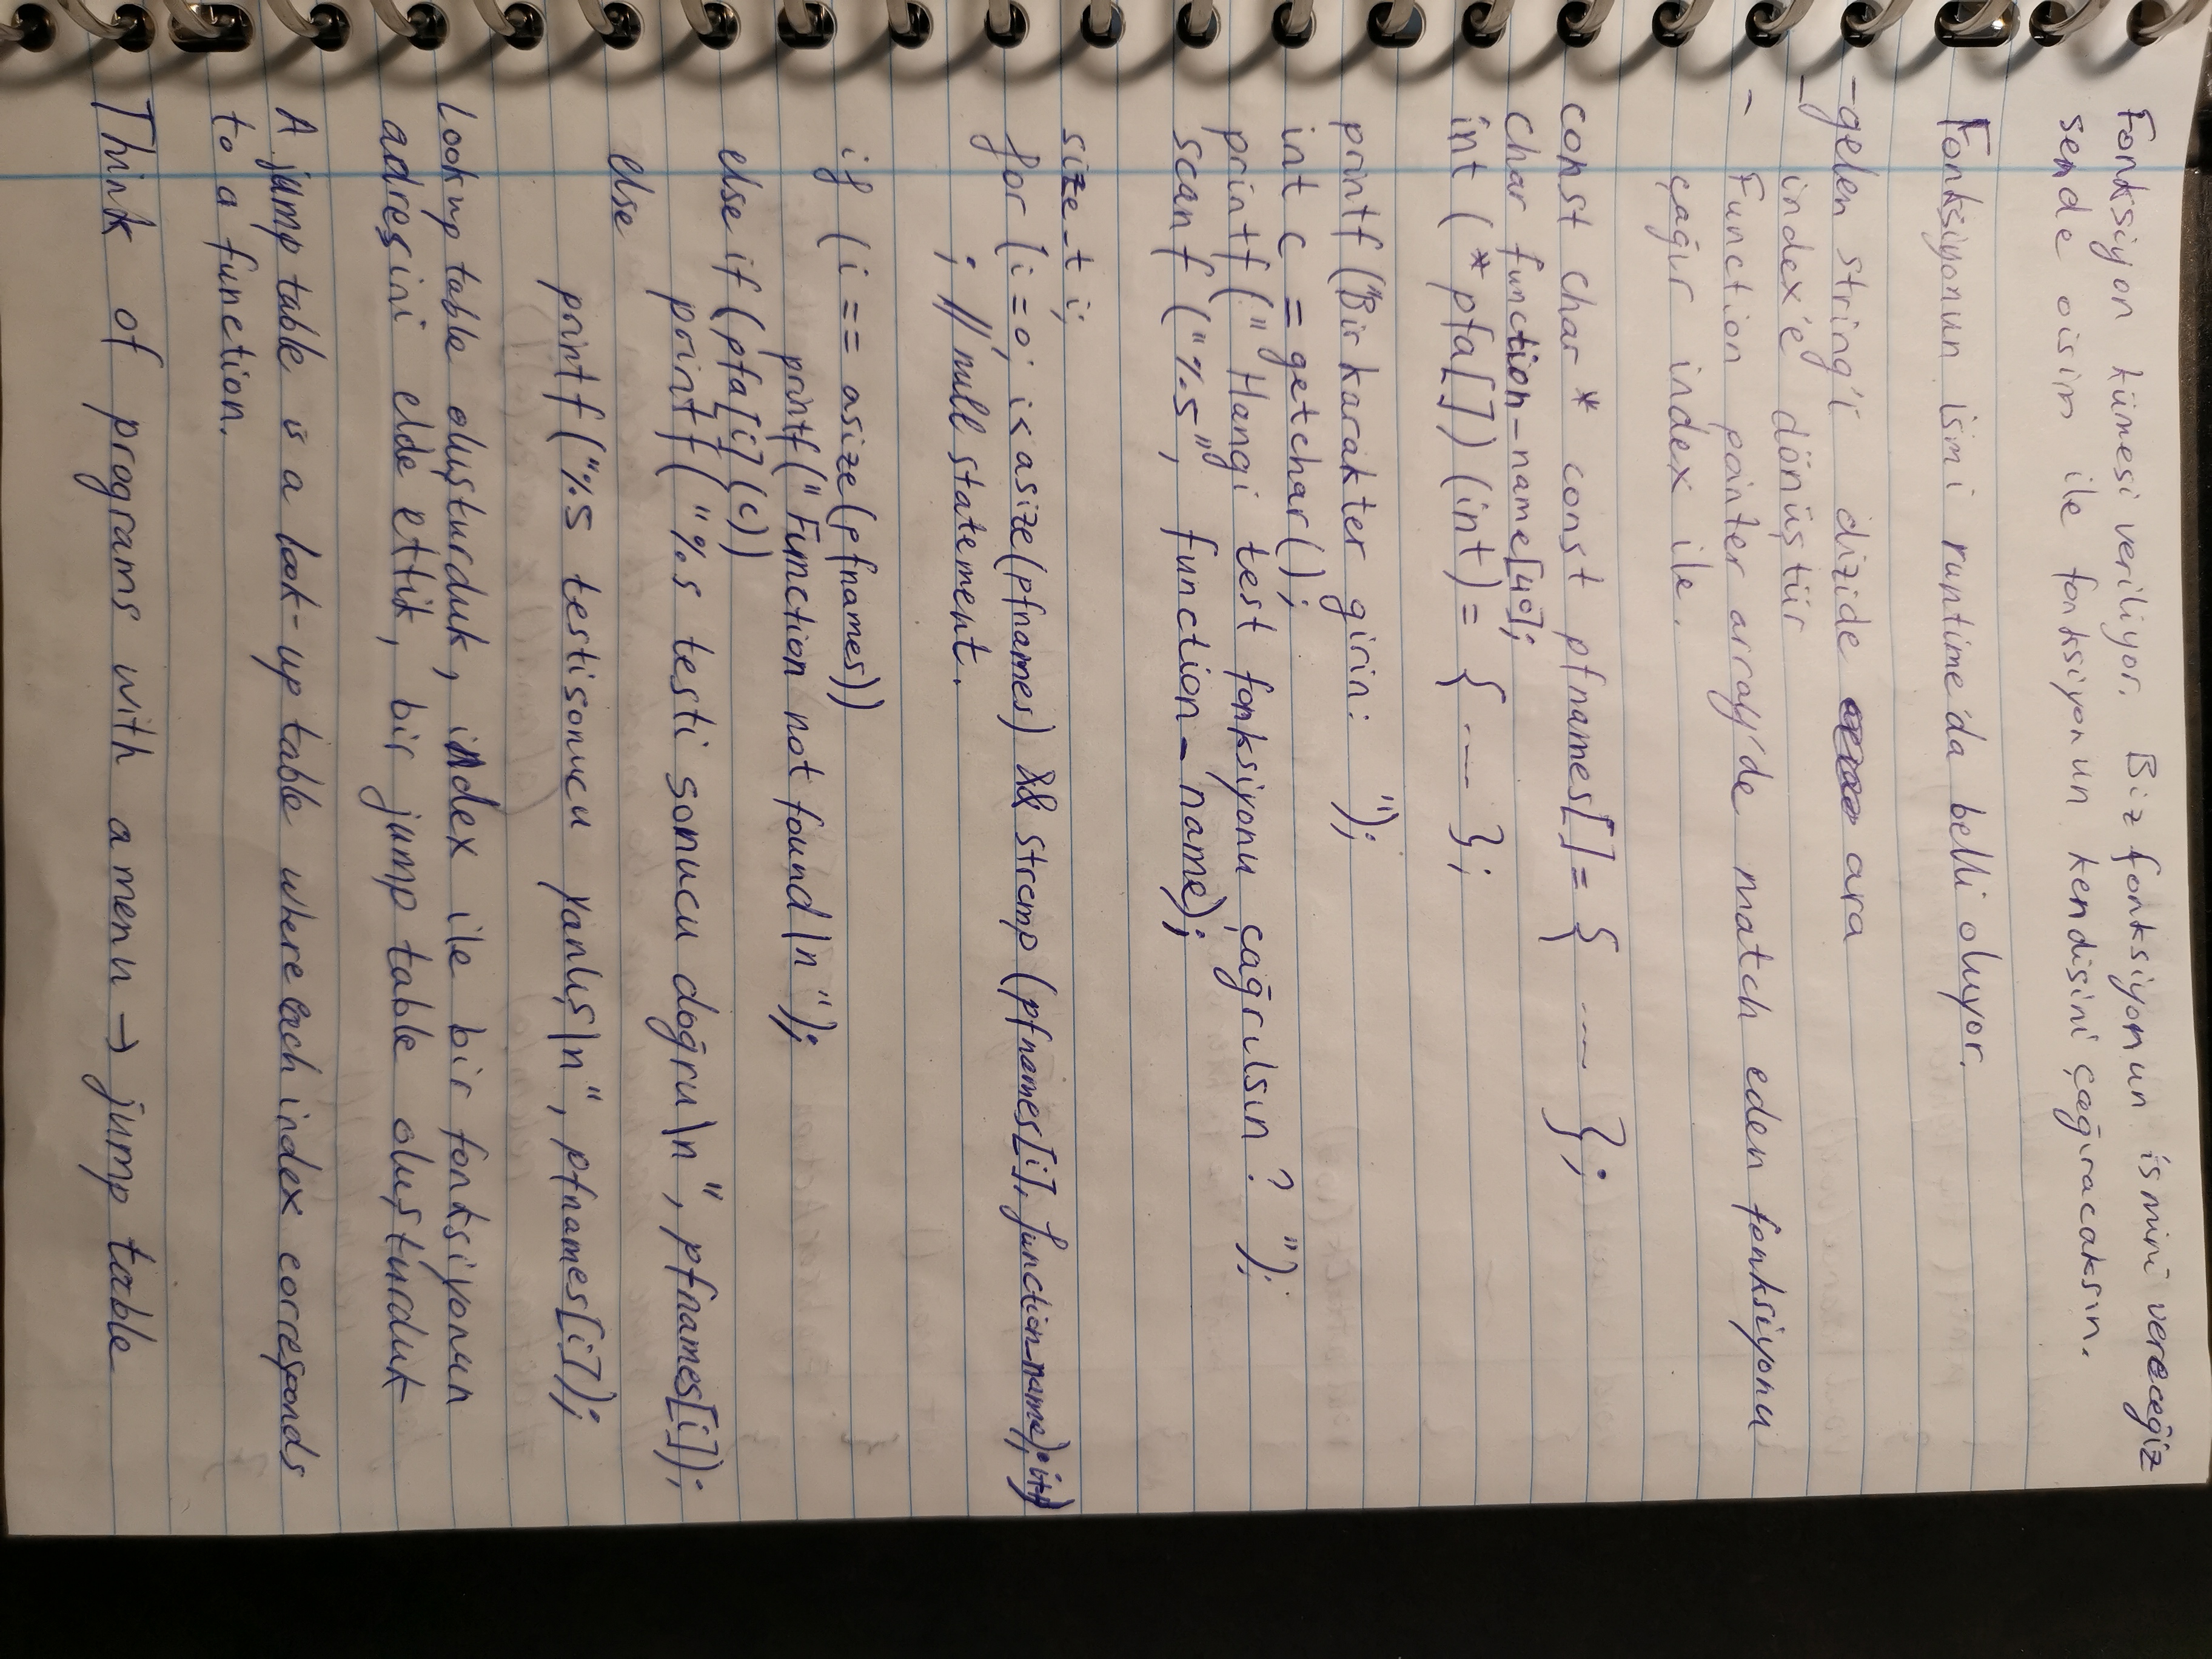 Fonksiyon kümesi veriliyor. Biz fonksiyonun ismini vereceğiz
sende o isim ile fonksiyonun kendisini çağıracaksın.
Fonksiyonun ismi runtime'da belli oluyor.
- gelen string'i dizide ara
- index'e dönüştür
- Function pointer array'de match eden fonksiyonu
çağır index ile.
const char * const pfnames[] = { ---- };
char function_name[40];
int (*pfa[])(int) = { ---- };
printf("Bir karakter girin: ");
int c = getchar();
printf(" Hangi test fonksiyonu çağrılsın ? ");
scanf ("%s", function_name);
size_t i;
for (i = 0; i < asize(pfnames) && strcmp (pfnames[i], function_name); i++)
; // null statement.
if (i == asize(pfnames))
printf(" Function not found \n ");
else if (pfa[i](c))
printf("%s testi sonucu doğru \n", pfnames[i]);
else
printf("%s testi sonucu yanlış \n", pfnames[i]);
Lookup table oluşturduk, index ile bir fonksiyonun
adresini elde ettik, bir jump table oluşturduk
A jump table is a look-up table where each index corresponds
to a function.
Think of programs with a menu → jump table